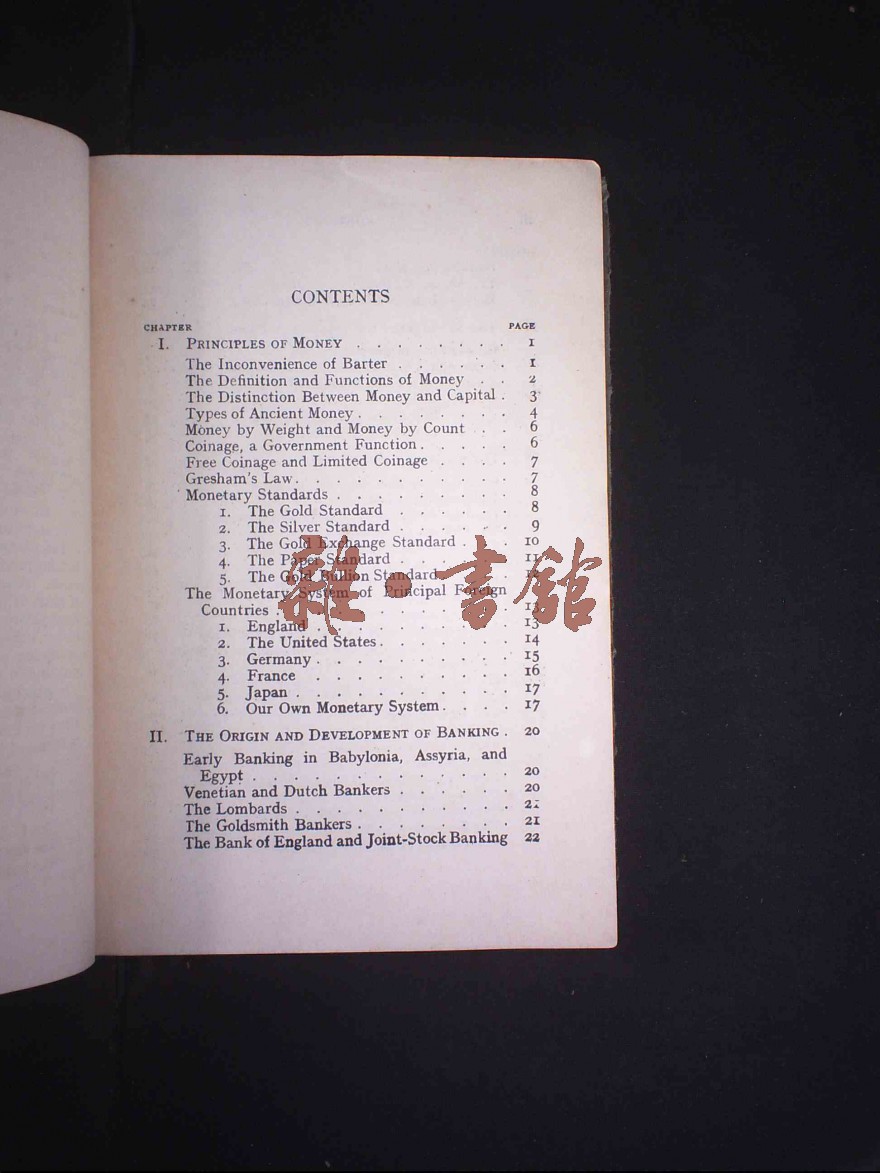 CONTENTS
CHAPTER PAGE
I. PRINCIPLES OF MONEY . . . . . . . . 1
The Inconvenience of Barter . . . . . . 1
The Definition and Functions of Money . . 2
The Distinction Between Money and Capital . 3
Types of Ancient Money . . . . . . . . 4
Money by Weight and Money by Count . . 6
Coinage, a Government Function . . . . . 6
Free Coinage and Limited Coinage . . . . 7
Gresham's Law . . . . . . . . . . . 7
Monetary Standards . . . . . . . . . 8
1. The Gold Standard . . . . . . 8
2. The Silver Standard . . . . . . 9
3. The Gold Exchange Standard . . . 10
4. The Paper Standard . . . . . . 11
5. The Gold Bullion Standard . . . .
The Monetary System of Principal Foreign
Countries . . . . . . . . . . . .
1. England . . . . . . . . . . 13
2. The United States . . . . . . . 14
3. Germany . . . . . . . . . . 15
4. France . . . . . . . . . . 16
5. Japan . . . . . . . . . . . 17
6. Our Own Monetary System . . . . 17
II. THE ORIGIN AND DEVELOPMENT OF BANKING . 20
Early Banking in Babylonia, Assyria, and
Egypt . . . . . . . . . . . . . 20
Venetian and Dutch Bankers . . . . . . 20
The Lombards . . . . . . . . . . . 21
The Goldsmith Bankers . . . . . . . . 21
The Bank of England and Joint-Stock Banking 22
雜·書館